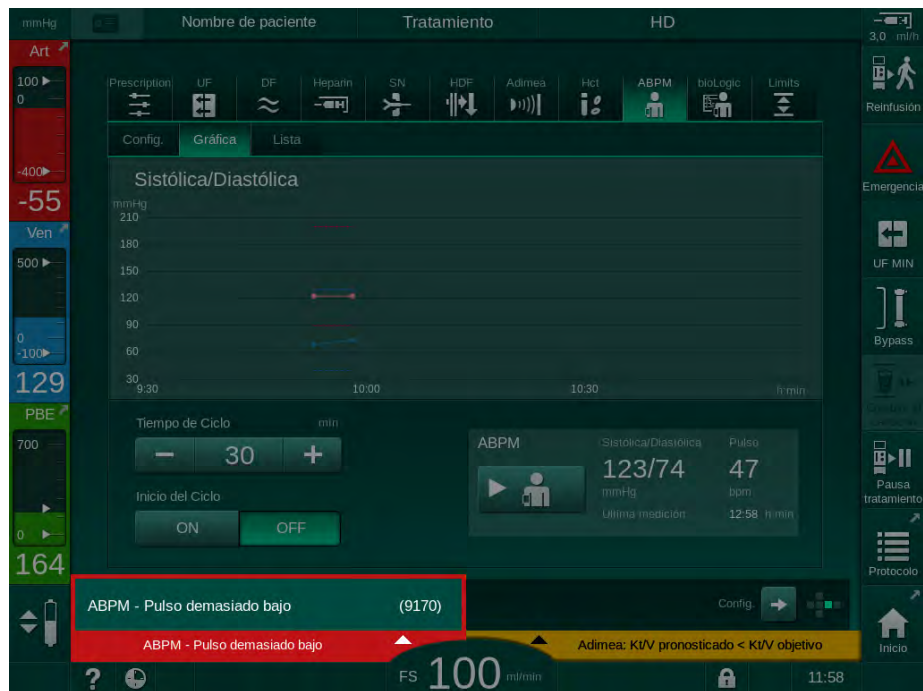 mmHg
Nombre de paciente
Tratamiento
HD
3,0 ml/h
Art
100
0
-400
-55
Ven
500
0
-100
129
PBE
700
0
164
Prescription
UF
DF
Heparin
SN
HDF
Adimea
Hct
ABPM
bioLogic
Limits
Config.
Gráfica
Lista
Sistólica/Diastólica
mmHg
210
180
150
120
90
60
30
9:30
10:00
10:30
h:min
Tiempo de Ciclo
min
30
Inicio del Ciclo
ON
OFF
ABPM
Sistólica/Diastólica
Pulso
123/74
47
mmHg
bpm
Última medición
12:58 h:min
Reinfusión
Emergencia
UF MIN
Bypass
Pausa
tratamiento
Protocolo
Inicio
ABPM - Pulso demasiado bajo
(9170)
Config.
ABPM - Pulso demasiado bajo
Adimea: Kt/V pronosticado < Kt/V objetivo
?
FS 100 ml/min
11:58